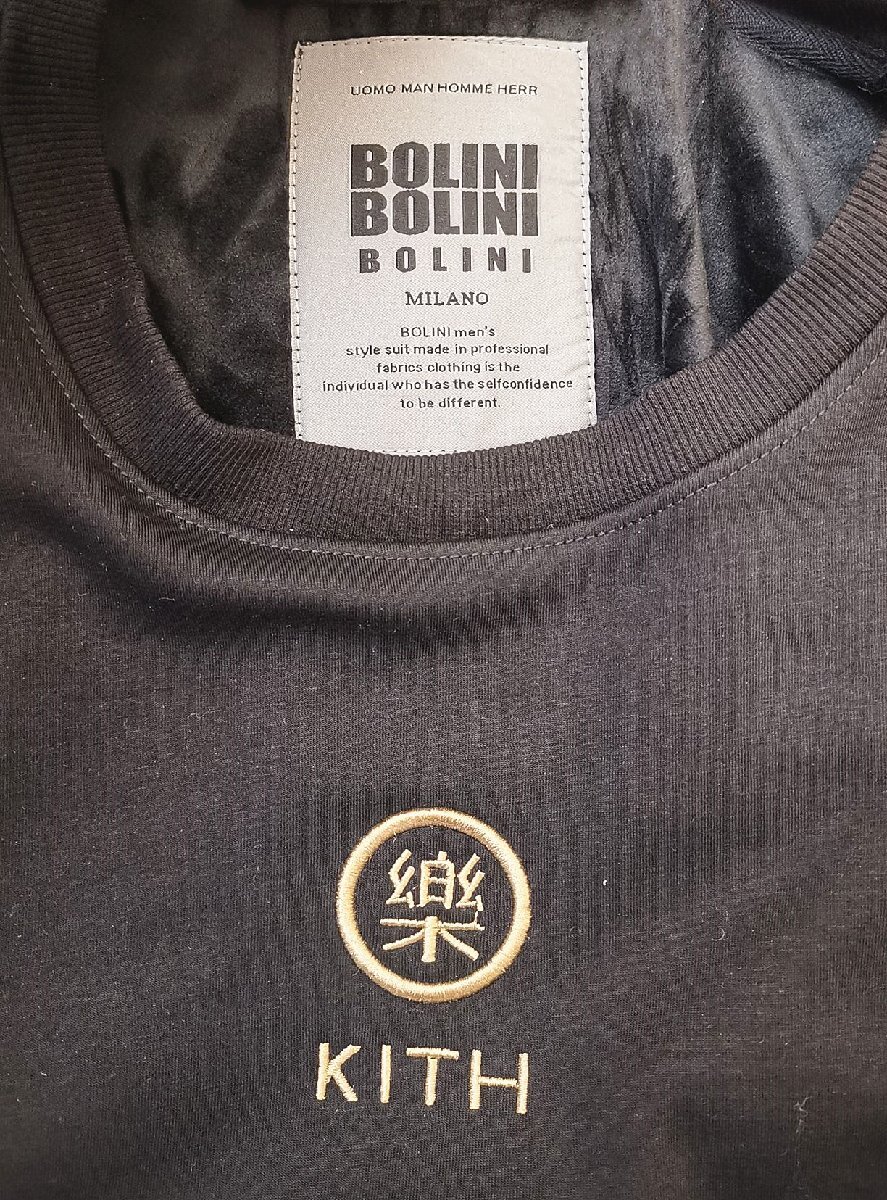 UOMO MAN HOMME HERR
BOLINI
BOLINI
BOLINI
MILANO
BOLINI men's
style suit made in professional
fabrics clothing is the
individual who has the selfconfidence
to be different.
樂
KITH